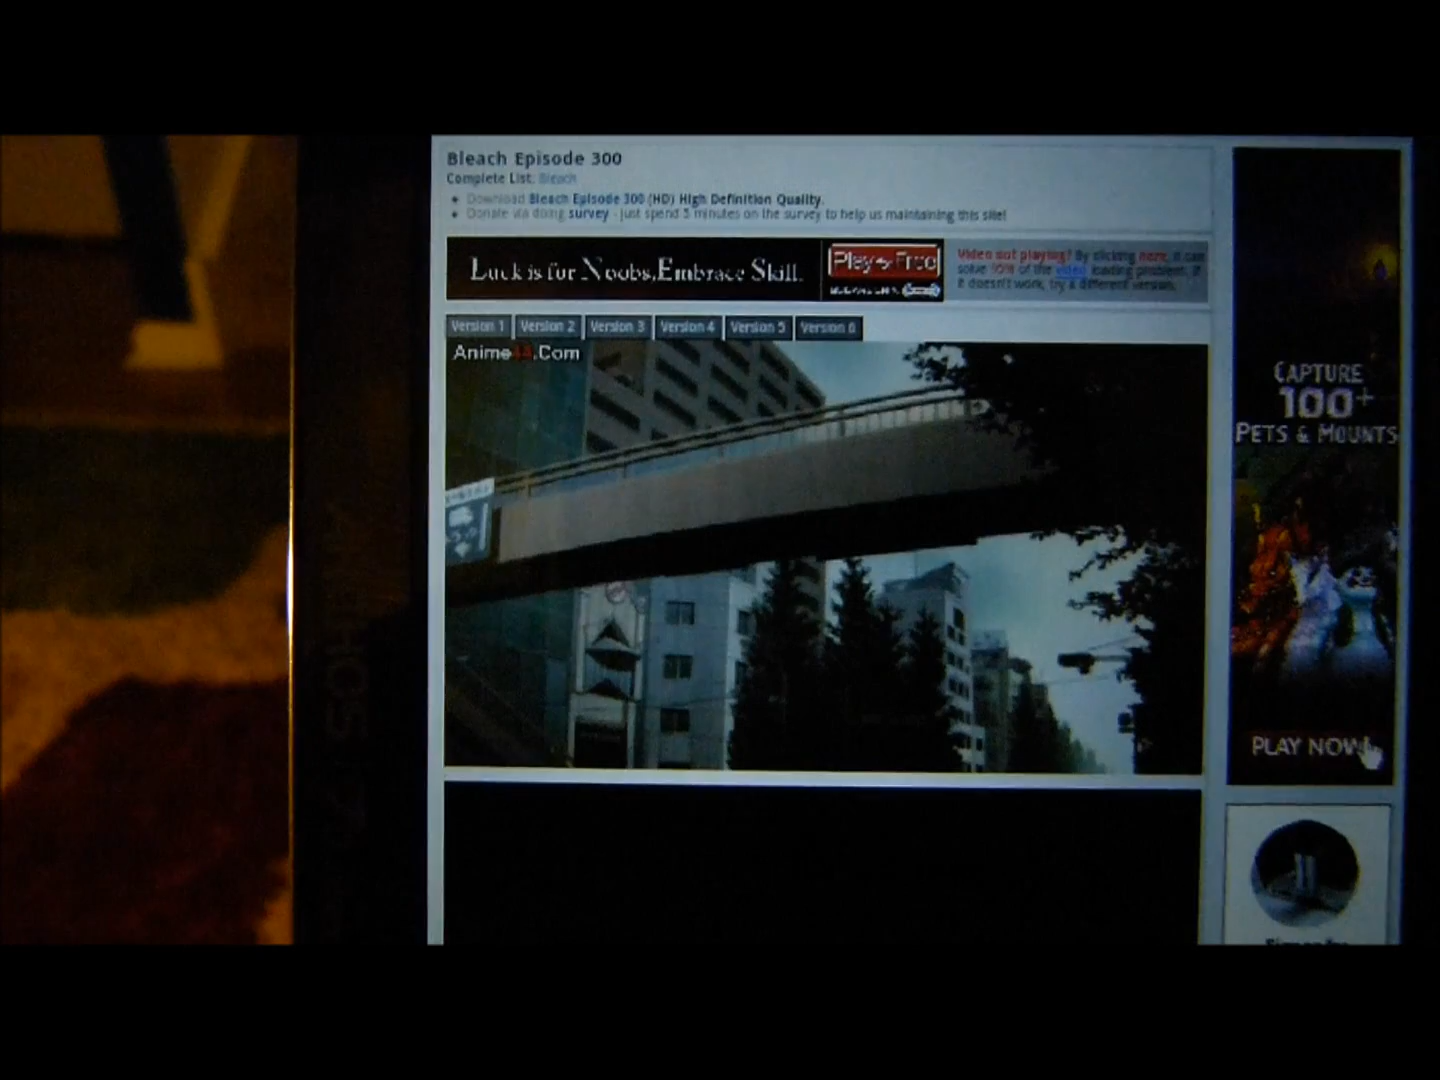 Bleach Episode 300
Complete List: Bleach
Download Bleach Episode 300 (HD) High Definition Quality.
Donate via doing survey - just spend 5 minutes on the survey to help us maintaining this site!
Luck is for Noobs,Embrace Skill.
Play for Free
Video not playing? By clicking here, it can
solve 90% of the video loading problem. If
it doesn't work, try a different version.
Version 1 Version 2 Version 3 Version 4 Version 5 Version 6
Anime44.Com
CAPTURE
100+
PETS & MOUNTS
PLAY NOW